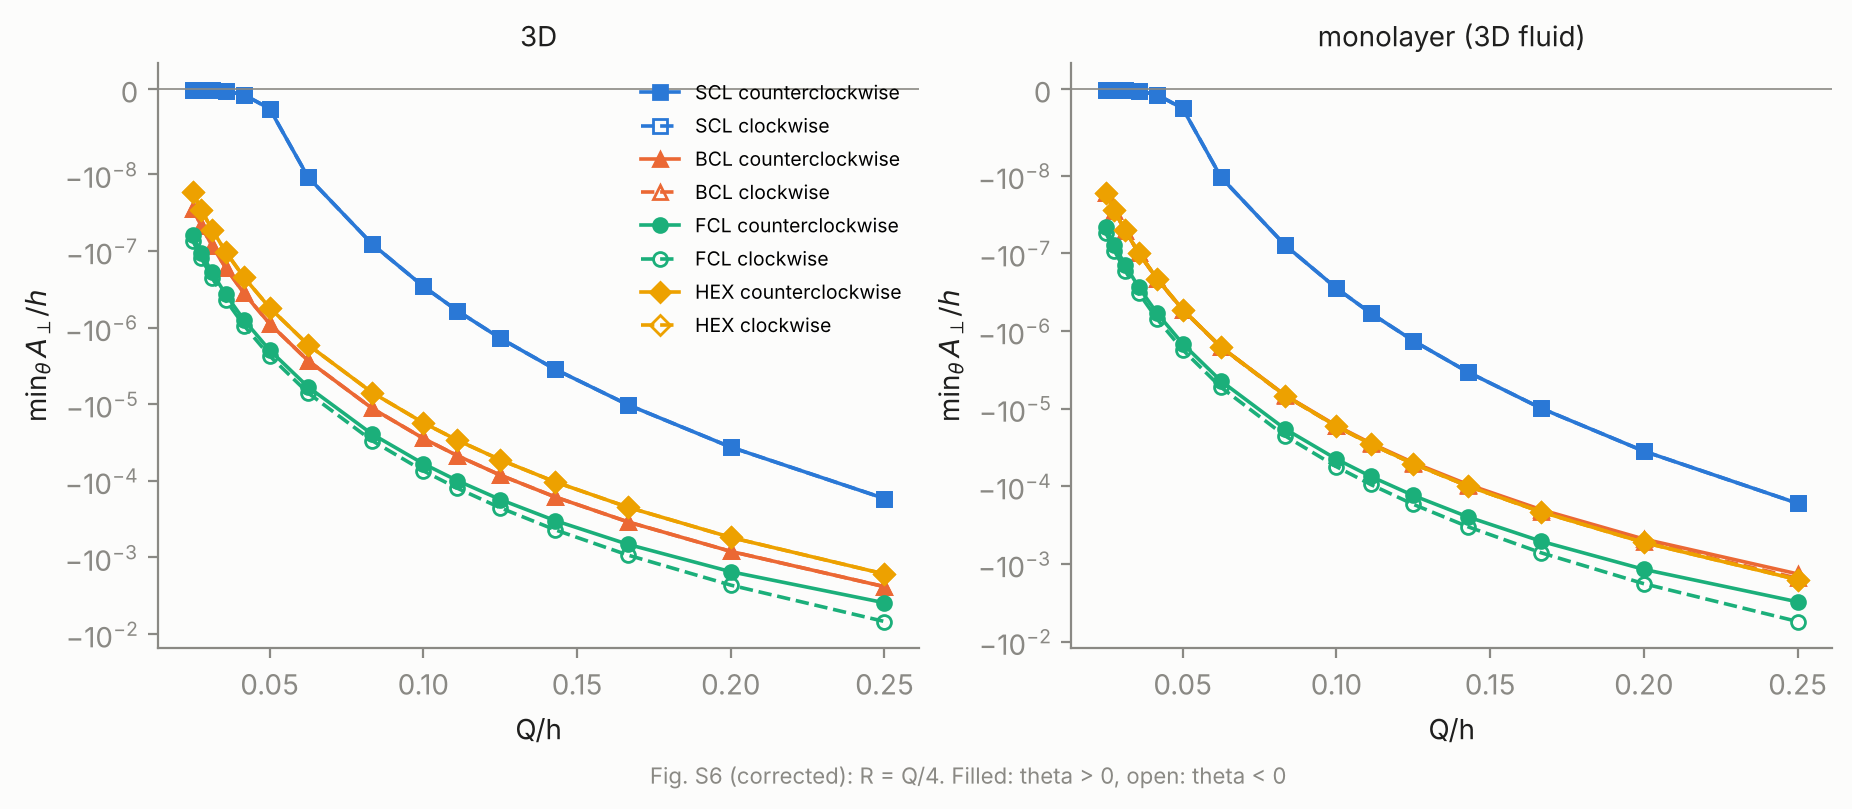 3D
monolayer (3D fluid)
SCL counterclockwise
SCL clockwise
BCL counterclockwise
BCL clockwise
FCL counterclockwise
FCL clockwise
HEX counterclockwise
HEX clockwise
0
−10⁻⁸
−10⁻⁷
−10⁻⁶
−10⁻⁵
−10⁻⁴
−10⁻³
−10⁻²
minθ A⊥/h
0.05 0.10 0.15 0.20 0.25
Q/h
0
−10⁻⁸
−10⁻⁷
−10⁻⁶
−10⁻⁵
−10⁻⁴
−10⁻³
−10⁻²
minθ A⊥/h
0.05 0.10 0.15 0.20 0.25
Q/h
Fig. S6 (corrected): R = Q/4. Filled: theta > 0, open: theta < 0